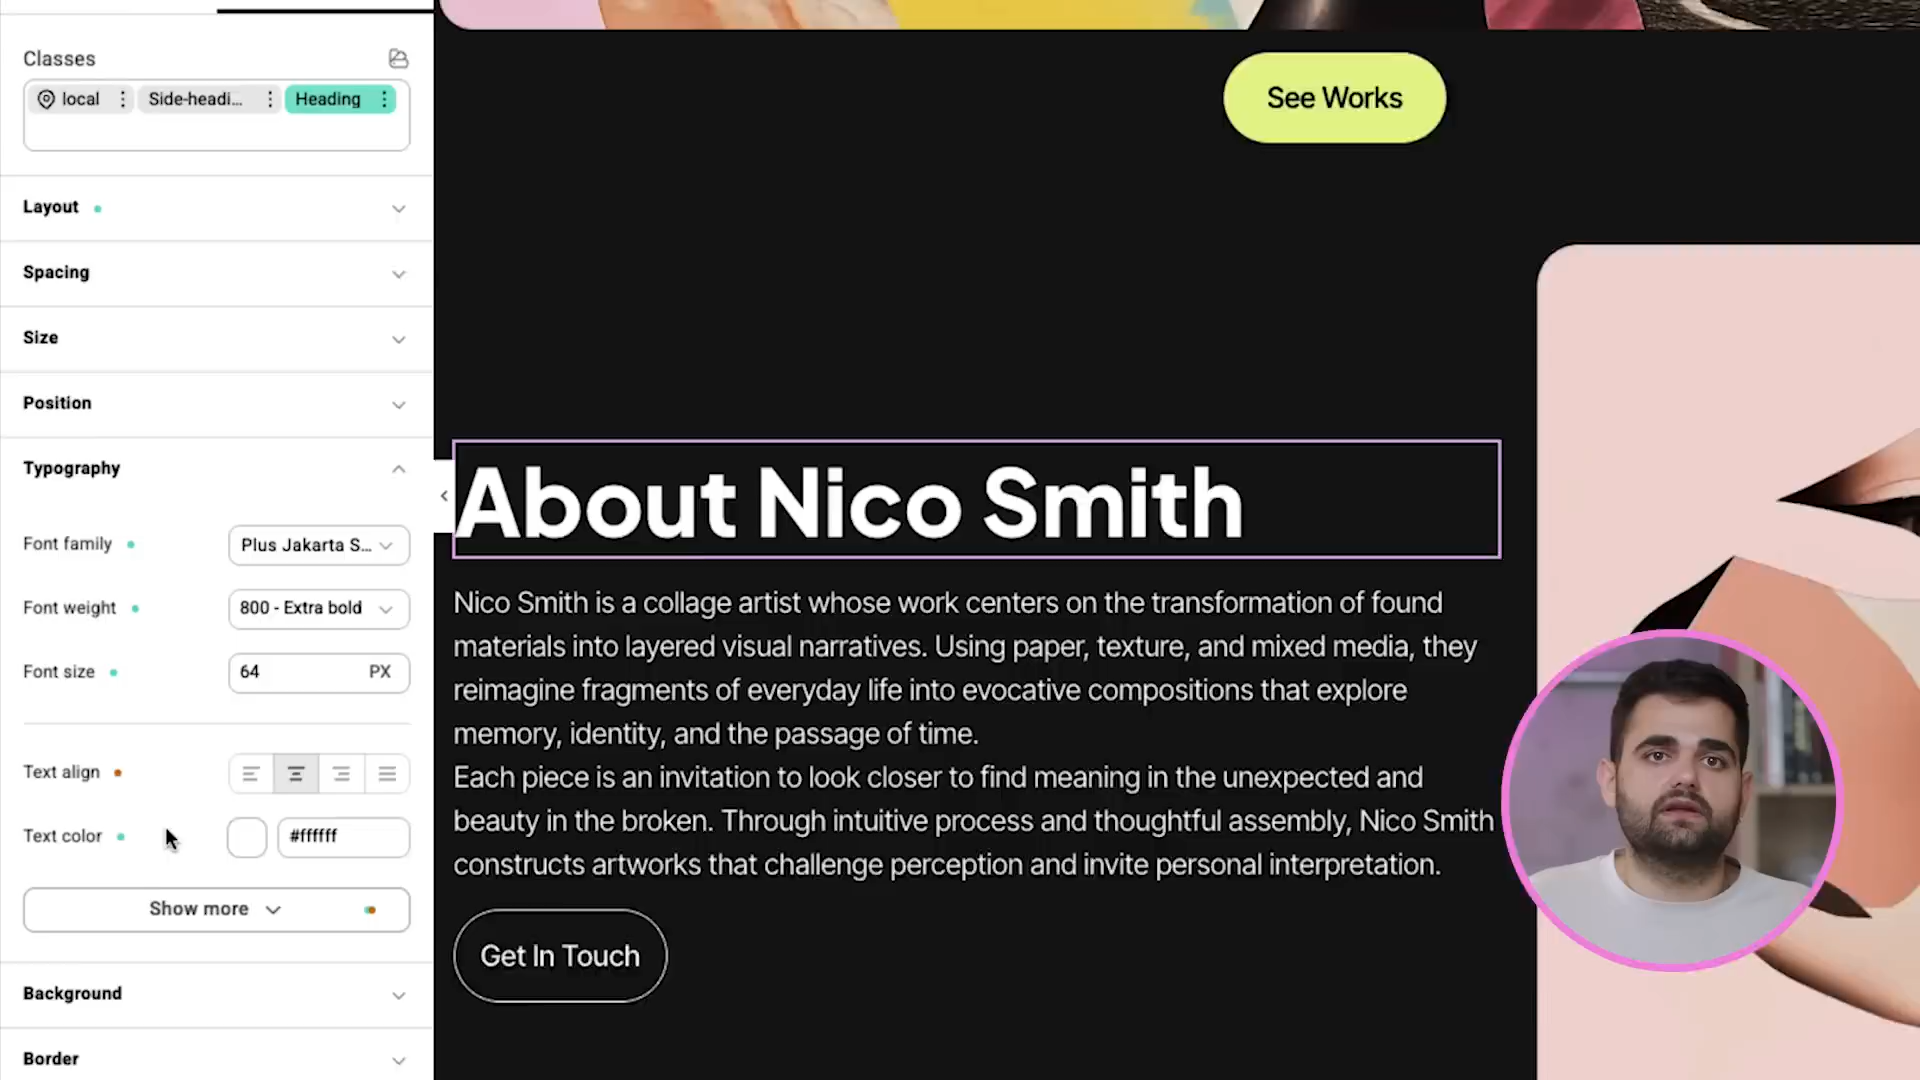 Classes
local
Side-headi...
Heading
Layout
Spacing
Size
Position
Typography
Font family
Plus Jakarta S...
Font weight
800 - Extra bold
Font size
64
PX
Text align
Text color
#ffffff
Show more
Background
Border
See Works
About Nico Smith
Nico Smith is a collage artist whose work centers on the transformation of found
materials into layered visual narratives. Using paper, texture, and mixed media, they
reimagine fragments of everyday life into evocative compositions that explore
memory, identity, and the passage of time.
Each piece is an invitation to look closer to find meaning in the unexpected and
beauty in the broken. Through intuitive process and thoughtful assembly, Nico Smith
constructs artworks that challenge perception and invite personal interpretation.
Get In Touch